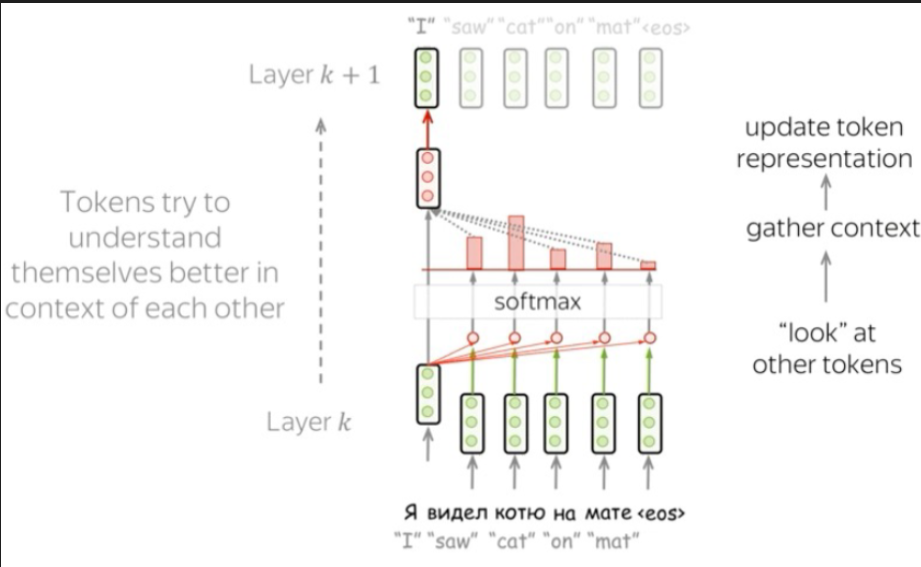 "I" "saw" "cat" "on" "mat" <eos>
Layer k + 1
Tokens try to
understand
themselves better in
context of each other
Layer k
softmax
Я видел котю на мате <eos>
"I" "saw" "cat" "on" "mat"
update token
representation
gather context
"look" at
other tokens